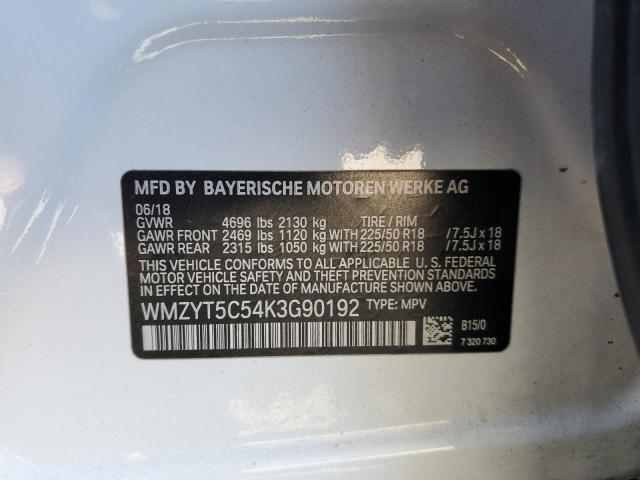 MFD BY BAYERISCHE MOTOREN WERKE AG
06/18
GVWR 4696 lbs 2130 kg TIRE / RIM
GAWR FRONT 2469 lbs 1120 kg WITH 225/50 R18 /7.5J x 18
GAWR REAR 2315 lbs 1050 kg WITH 225/50 R18 /7.5J x 18
THIS VEHICLE CONFORMS TO ALL APPLICABLE U. S. FEDERAL
MOTOR VEHICLE SAFETY AND THEFT PREVENTION STANDARDS
IN EFFECT ON THE DATE OF MANUFACTURE SHOWN ABOVE.
WMZYT5C54K3G90192 TYPE: MPV
B15/0
7 320 730